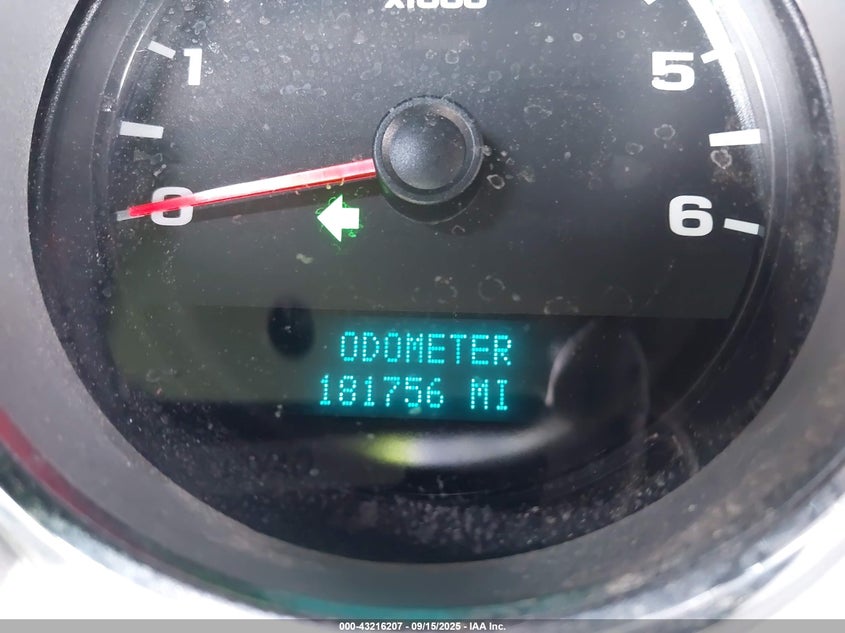 x1000
1
5
0
6
ODOMETER
181756 MI
000-43216207 - 09/15/2025 - IAA Inc.